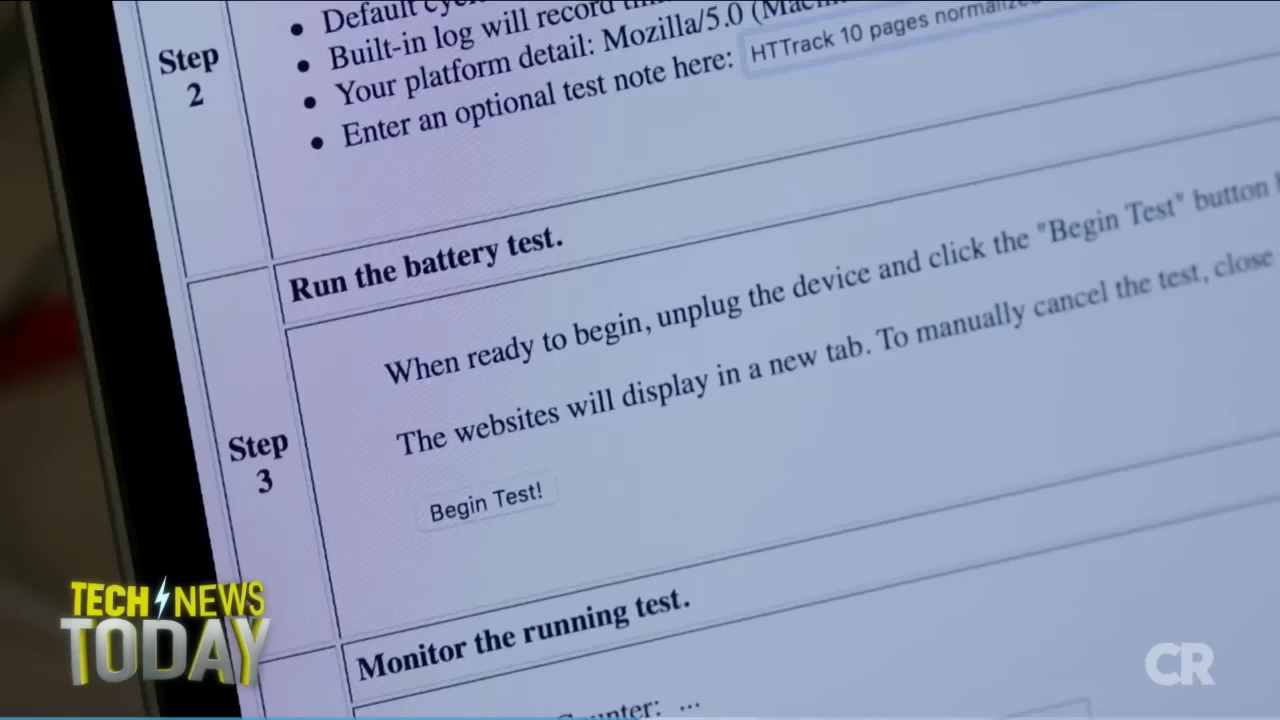 Step
2
Default
Built-in log will record
Your platform detail: Mozilla/5.0
Enter an optional test note here: HTTrack 10 pages normalized
Run the battery test.
Step
3
When ready to begin, unplug the device and click the "Begin Test" button
The websites will display in a new tab. To manually cancel the test, close
Begin Test!
Monitor the running test.
...
TECH NEWS
TODAY
CR